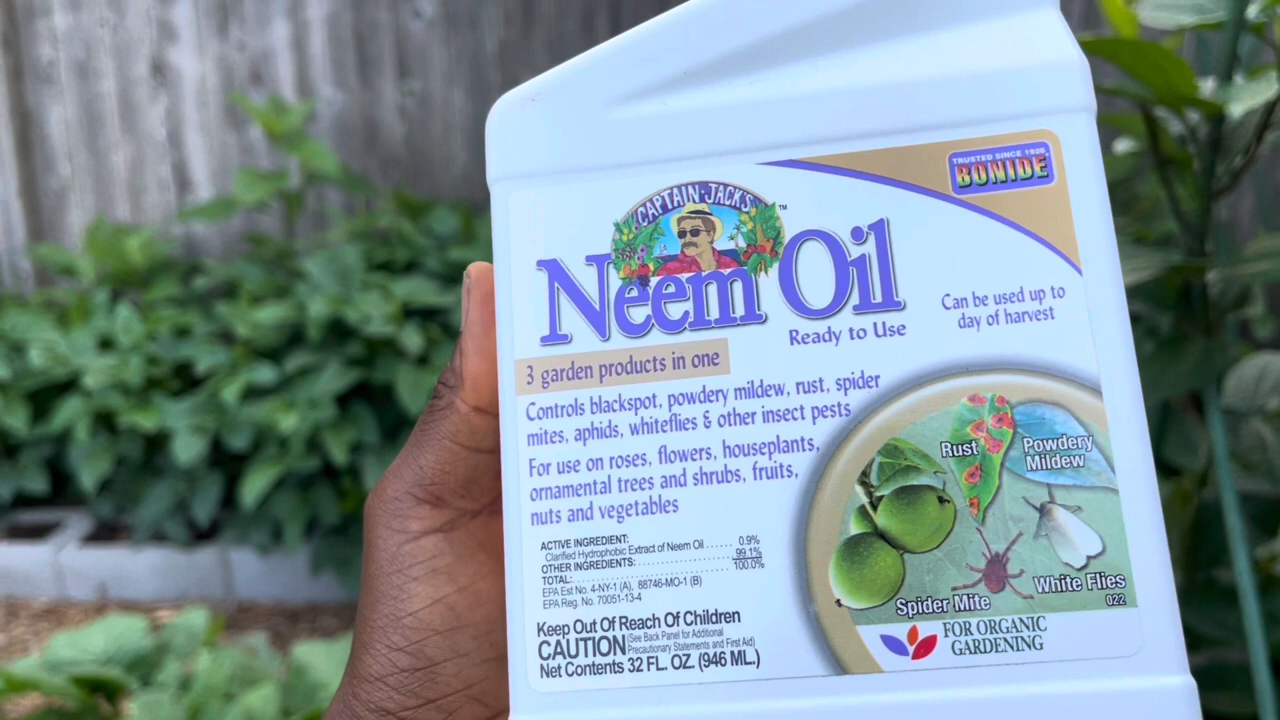 TRUSTED SINCE 1926
BONIDE
CAPTAIN·JACK'S™
Neem Oil
Ready to Use
Can be used up to
day of harvest
3 garden products in one
Controls blackspot, powdery mildew, rust, spider
mites, aphids, whiteflies & other insect pests
For use on roses, flowers, houseplants,
ornamental trees and shrubs, fruits,
nuts and vegetables
ACTIVE INGREDIENT:
Clarified Hydrophobic Extract of Neem Oil ...... 0.9%
OTHER INGREDIENTS: .................... 99.1%
TOTAL: ................................ 100.0%
EPA Est No. 4-NY-1 (A), 88746-MO-1 (B)
EPA Reg. No. 70051-13-4
Keep Out Of Reach Of Children
CAUTION (See Back Panel for Additional
Precautionary Statements and First Aid)
Net Contents 32 FL. OZ. (946 ML.)
Rust
Powdery
Mildew
White Flies
Spider Mite
022
FOR ORGANIC
GARDENING